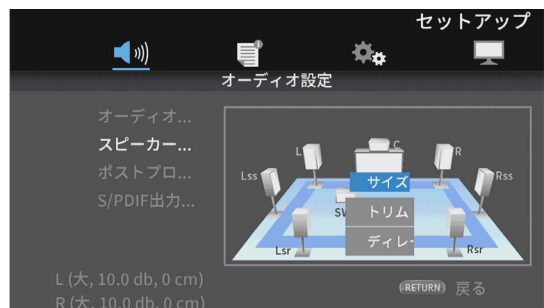 セットアップ
オーディオ設定
オーディオ...
スピーカー...
ポストプロ...
S/PDIF出力...
L
C
R
Lss
Rss
サイズ
SW
トリム
ディレ
Lsr
Rsr
L (大, 10.0 db, 0 cm)
R (大, 10.0 db, 0 cm)
RETURN 戻る